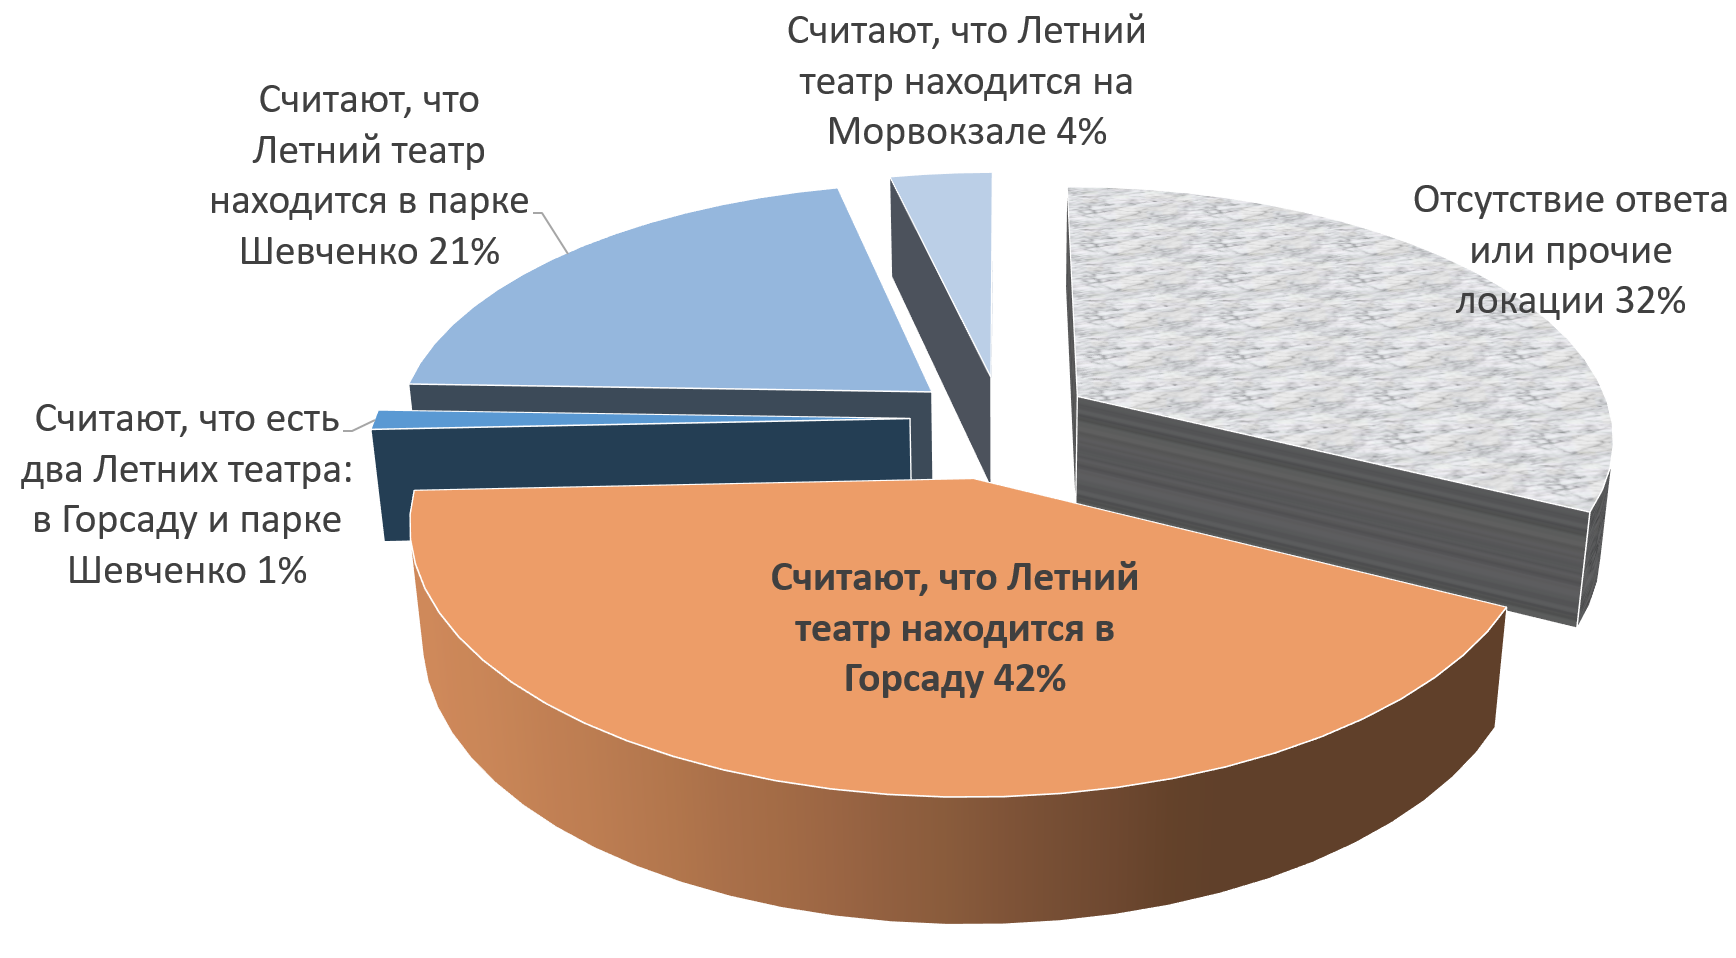 Считают, что Летний
театр находится на
Морвокзале 4%
Считают, что
Летний театр
находится в парке
Шевченко 21%
Отсутствие ответа
или прочие
локации 32%
Считают, что есть
два Летних театра:
в Горсаду и парке
Шевченко 1%
Считают, что Летний
театр находится в
Горсаду 42%